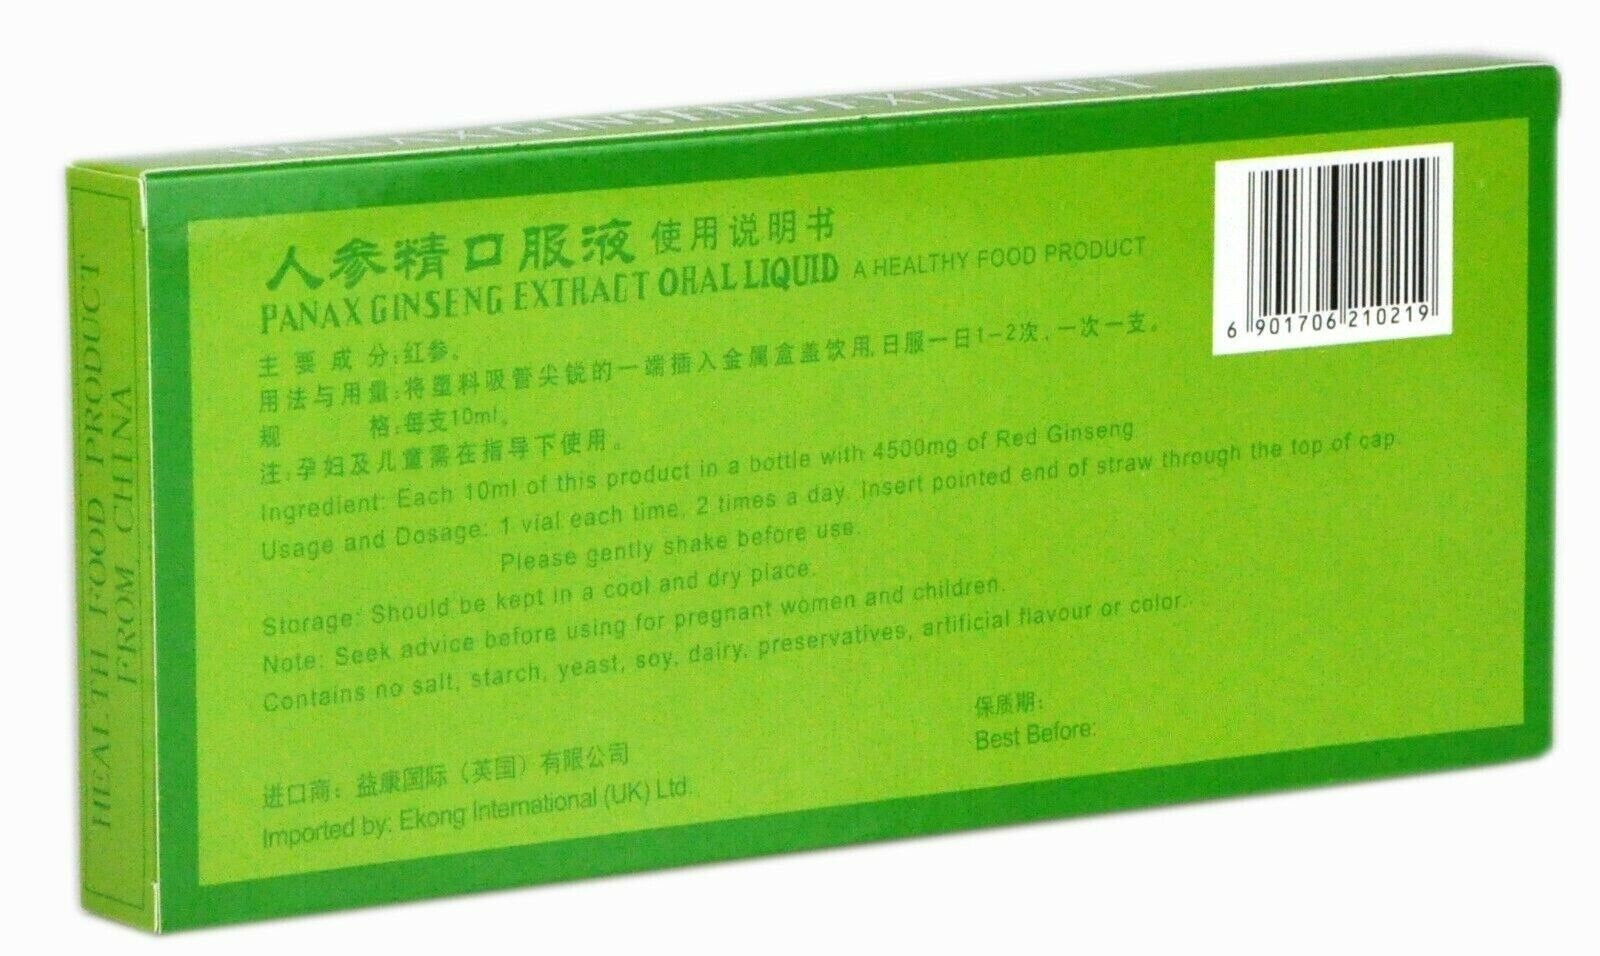 PANAX GINSENG EXTRACT
HEALTH FOOD PRODUCT
FROM CHINA
人参精口服液 使用说明书
PANAX GINSENG EXTRACT ORAL LIQUID A HEALTHY FOOD PRODUCT
主要成分:红参。
用法与用量:将塑料吸管尖锐的一端插入金属盒盖饮用,日服一日1-2次,一次一支。
规格:每支10ml。
注:孕妇及儿童需在指导下使用。
Ingredient: Each 10ml of this product in a bottle with 4500mg of Red Ginseng
Usage and Dosage: 1 vial each time, 2 times a day. Insert pointed end of straw through the top of cap.
Please gently shake before use.
Storage: Should be kept in a cool and dry place.
Note: Seek advice before using for pregnant women and children.
Contains no salt, starch, yeast, soy, dairy, preservatives, artificial flavour or color.
保质期:
Best Before:
进口商：益康国际（英国）有限公司
Imported by: Ekong International (UK) Ltd.
6 901706 210219